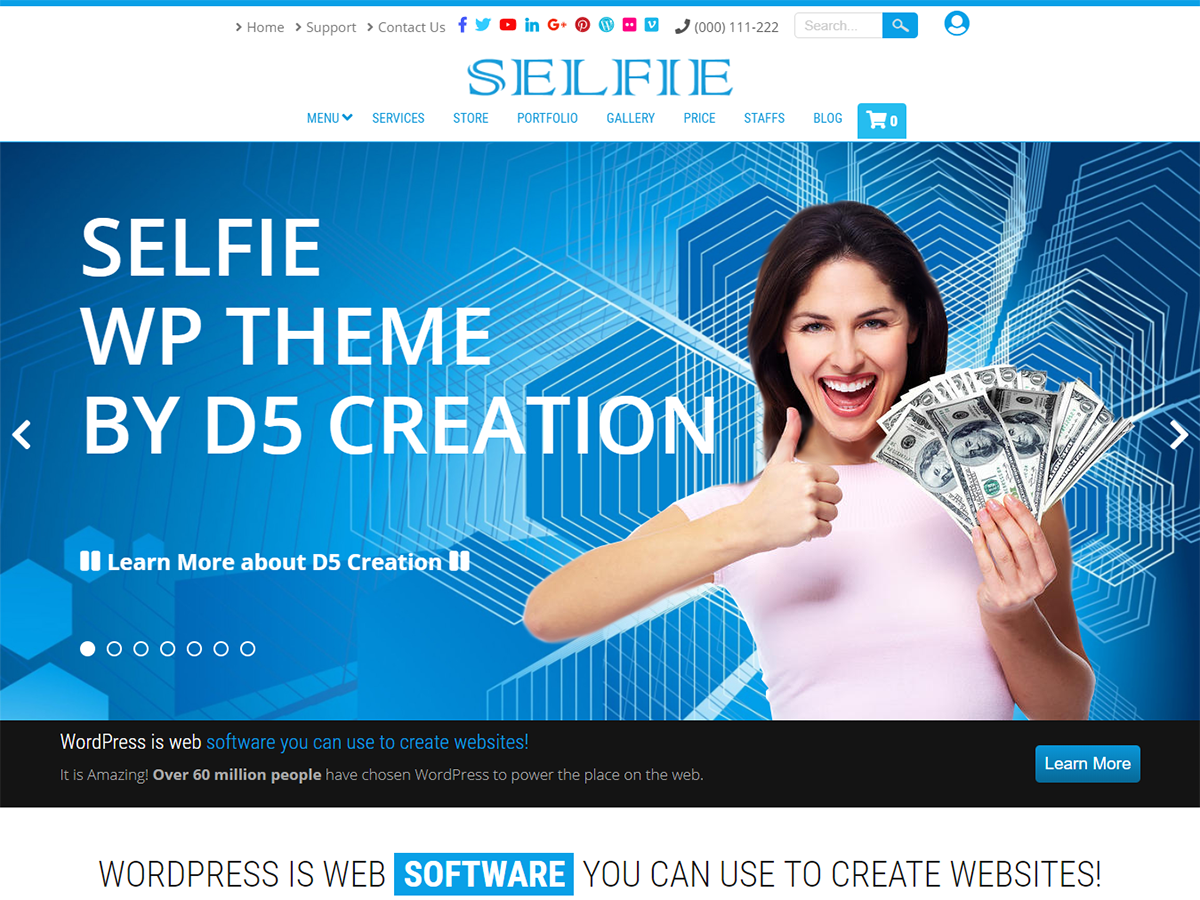 Home Support Contact Us (000) 111-222 Search...
SELFIE
MENU SERVICES STORE PORTFOLIO GALLERY PRICE STAFFS BLOG 0
SELFIE
WP THEME
BY D5 CREATION
Learn More about D5 Creation
WordPress is web software you can use to create websites!
It is Amazing! Over 60 million people have chosen WordPress to power the place on the web.
Learn More
WORDPRESS IS WEB SOFTWARE YOU CAN USE TO CREATE WEBSITES!